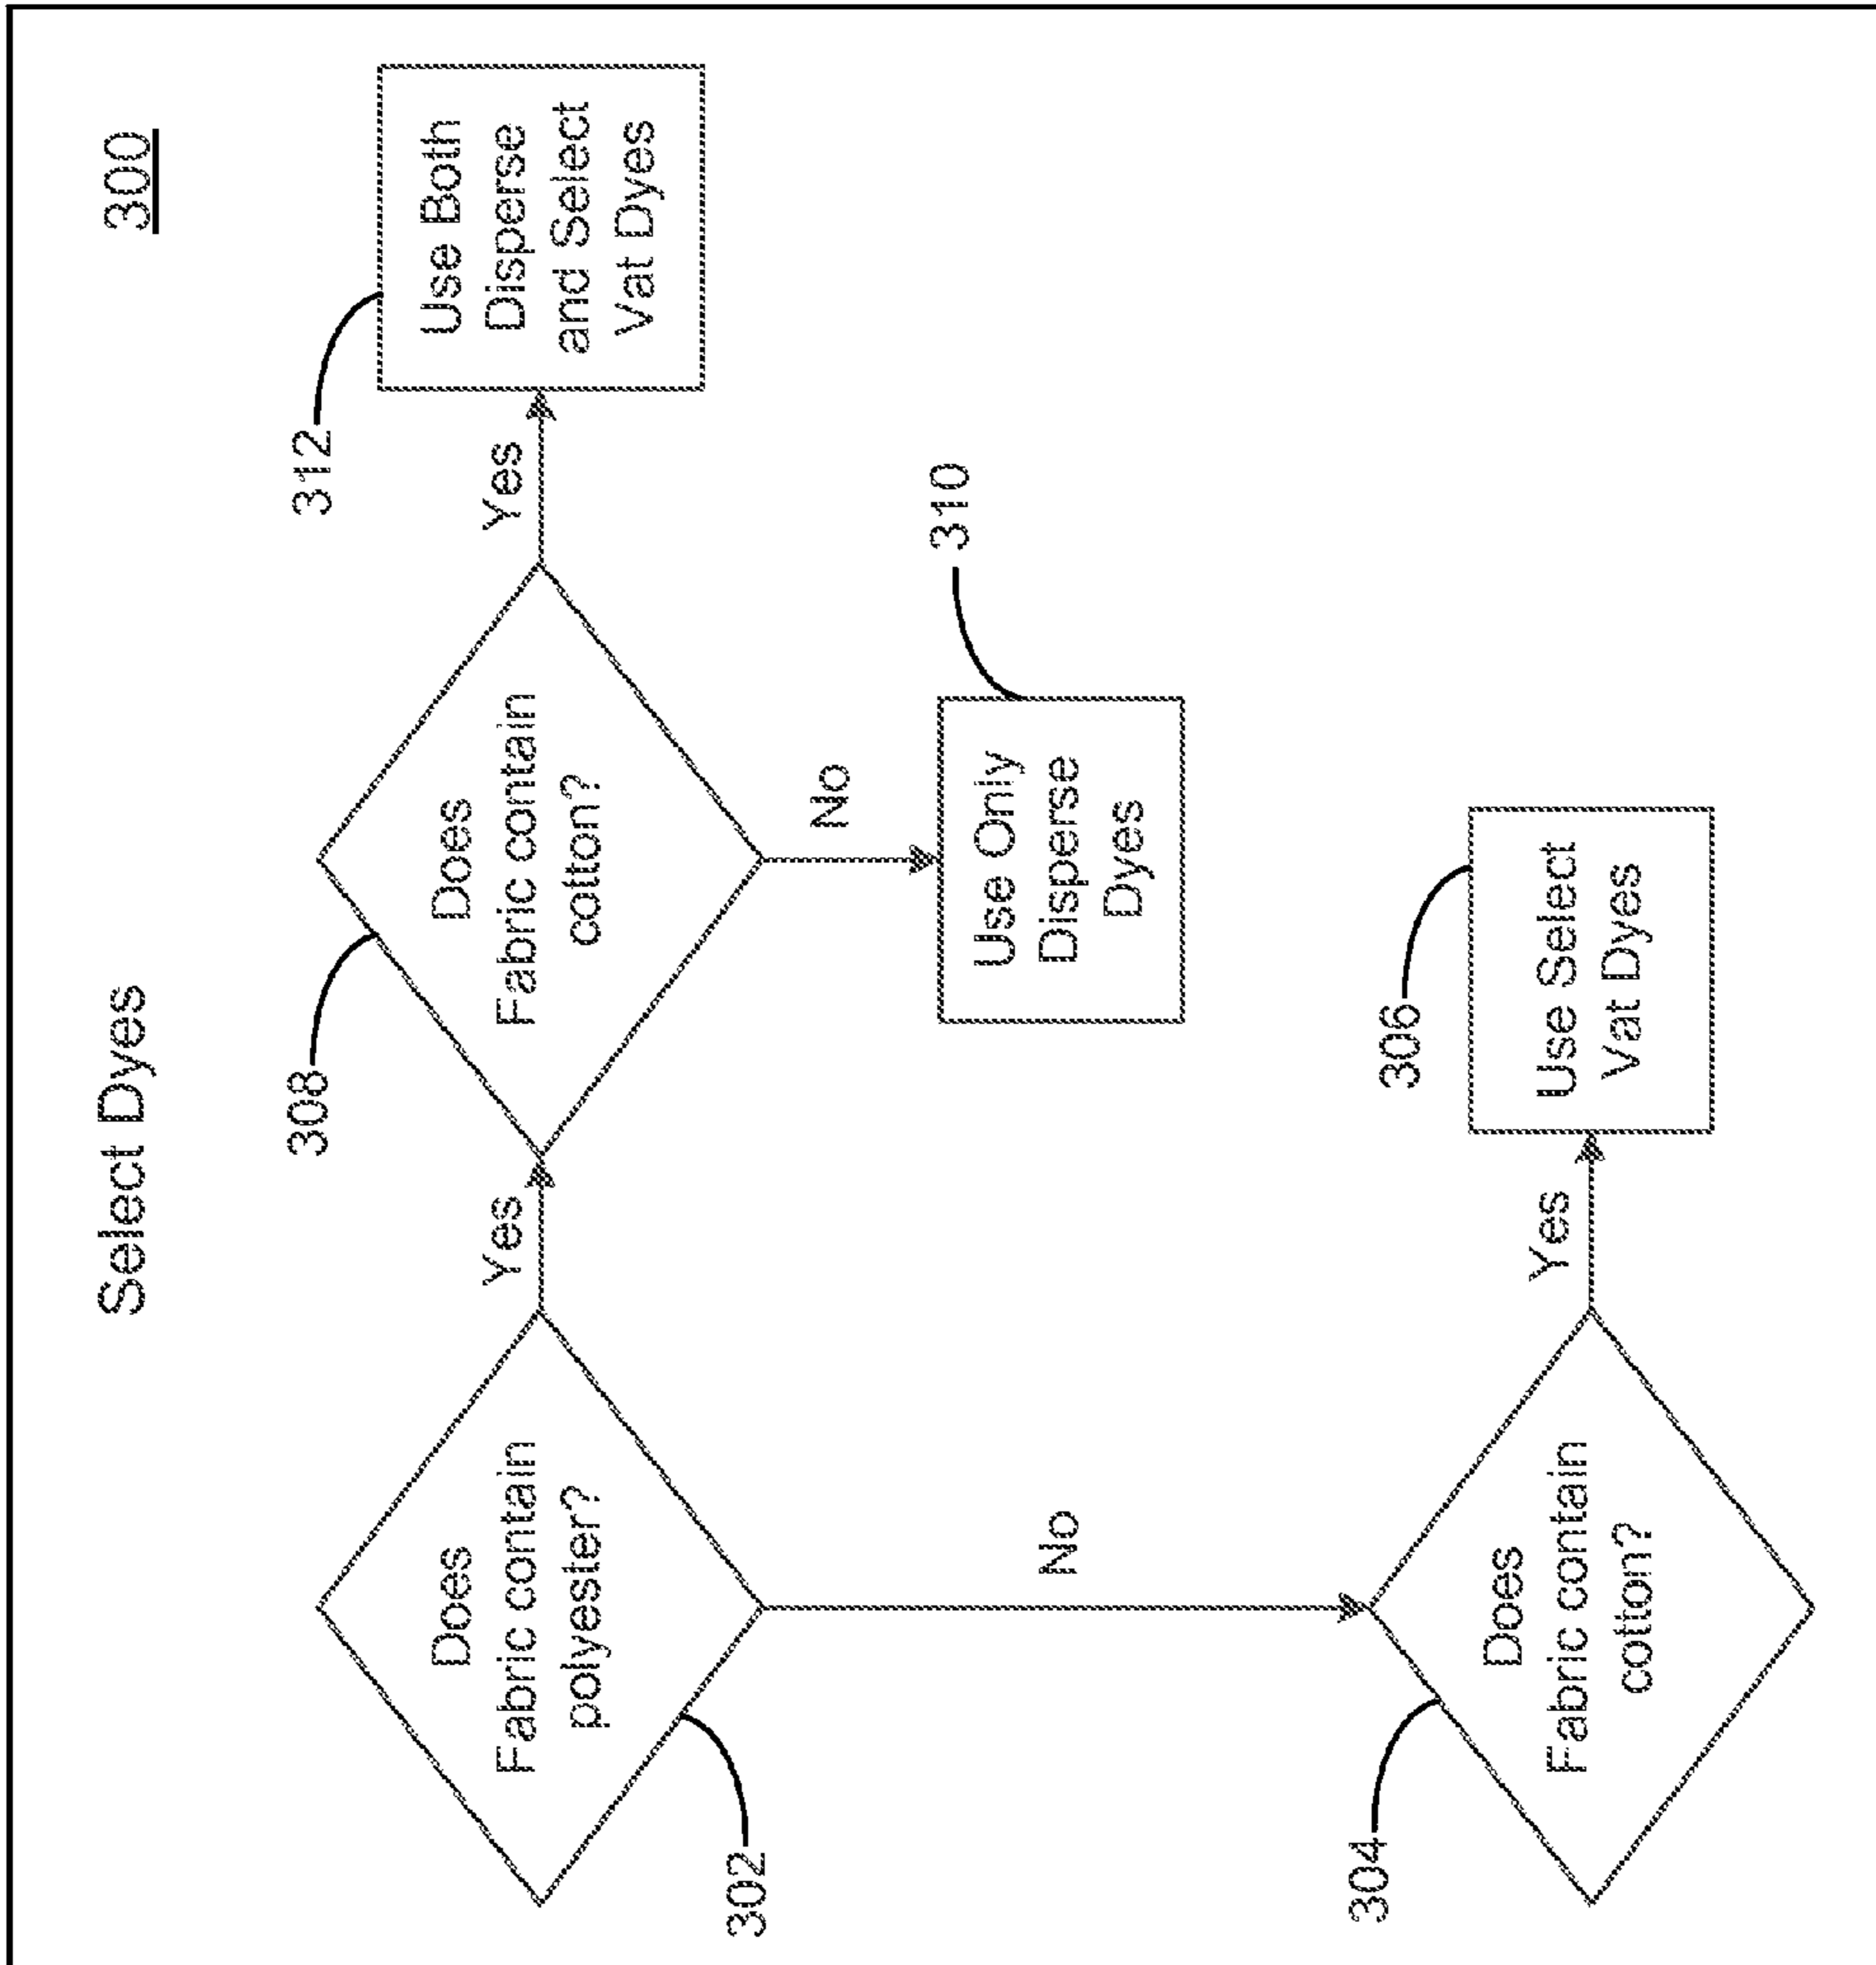 Select Dyes
300
302
Does
Fabric contain
polyester?
Yes
308
Does
Fabric contain
cotton?
Yes
312
Use Both
Disperse
and Select
Vat Dyes
No
310
Use Only
Disperse
Dyes
No
304
Does
Fabric contain
cotton?
Yes
306
Use Select
Vat Dyes